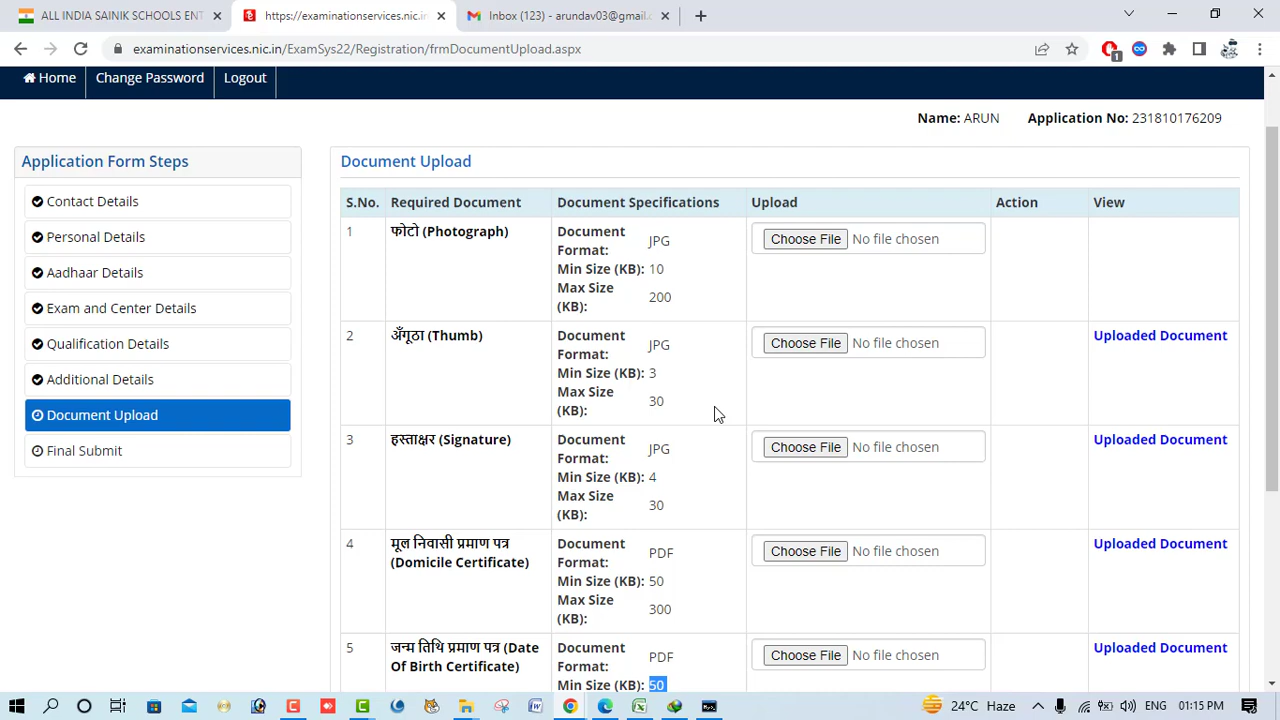 ALL INDIA SAINIK SCHOOLS ENT
https://examinationservices.nic.in
Inbox (123) - arundav03@gmail.c
examinationservices.nic.in/ExamSys22/Registration/frmDocumentUpload.aspx
1
Home Change Password Logout
Name: ARUN Application No: 231810176209
Application Form Steps
Contact Details
Personal Details
Aadhaar Details
Exam and Center Details
Qualification Details
Additional Details
Document Upload
Final Submit
Document Upload
S.No. Required Document Document Specifications Upload Action View
1 फोटो (Photograph) Document Format: JPG Choose File No file chosen
Min Size (KB): 10
Max Size (KB): 200
2 अँगूठा (Thumb) Document Format: JPG Choose File No file chosen Uploaded Document
Min Size (KB): 3
Max Size (KB): 30
3 हस्ताक्षर (Signature) Document Format: JPG Choose File No file chosen Uploaded Document
Min Size (KB): 4
Max Size (KB): 30
4 मूल निवासी प्रमाण पत्र (Domicile Certificate) Document Format: PDF Choose File No file chosen Uploaded Document
Min Size (KB): 50
Max Size (KB): 300
5 जन्म तिथि प्रमाण पत्र (Date Of Birth Certificate) Document Format: PDF Choose File No file chosen Uploaded Document
Min Size (KB): 50
24°C Haze ENG 01:15 PM